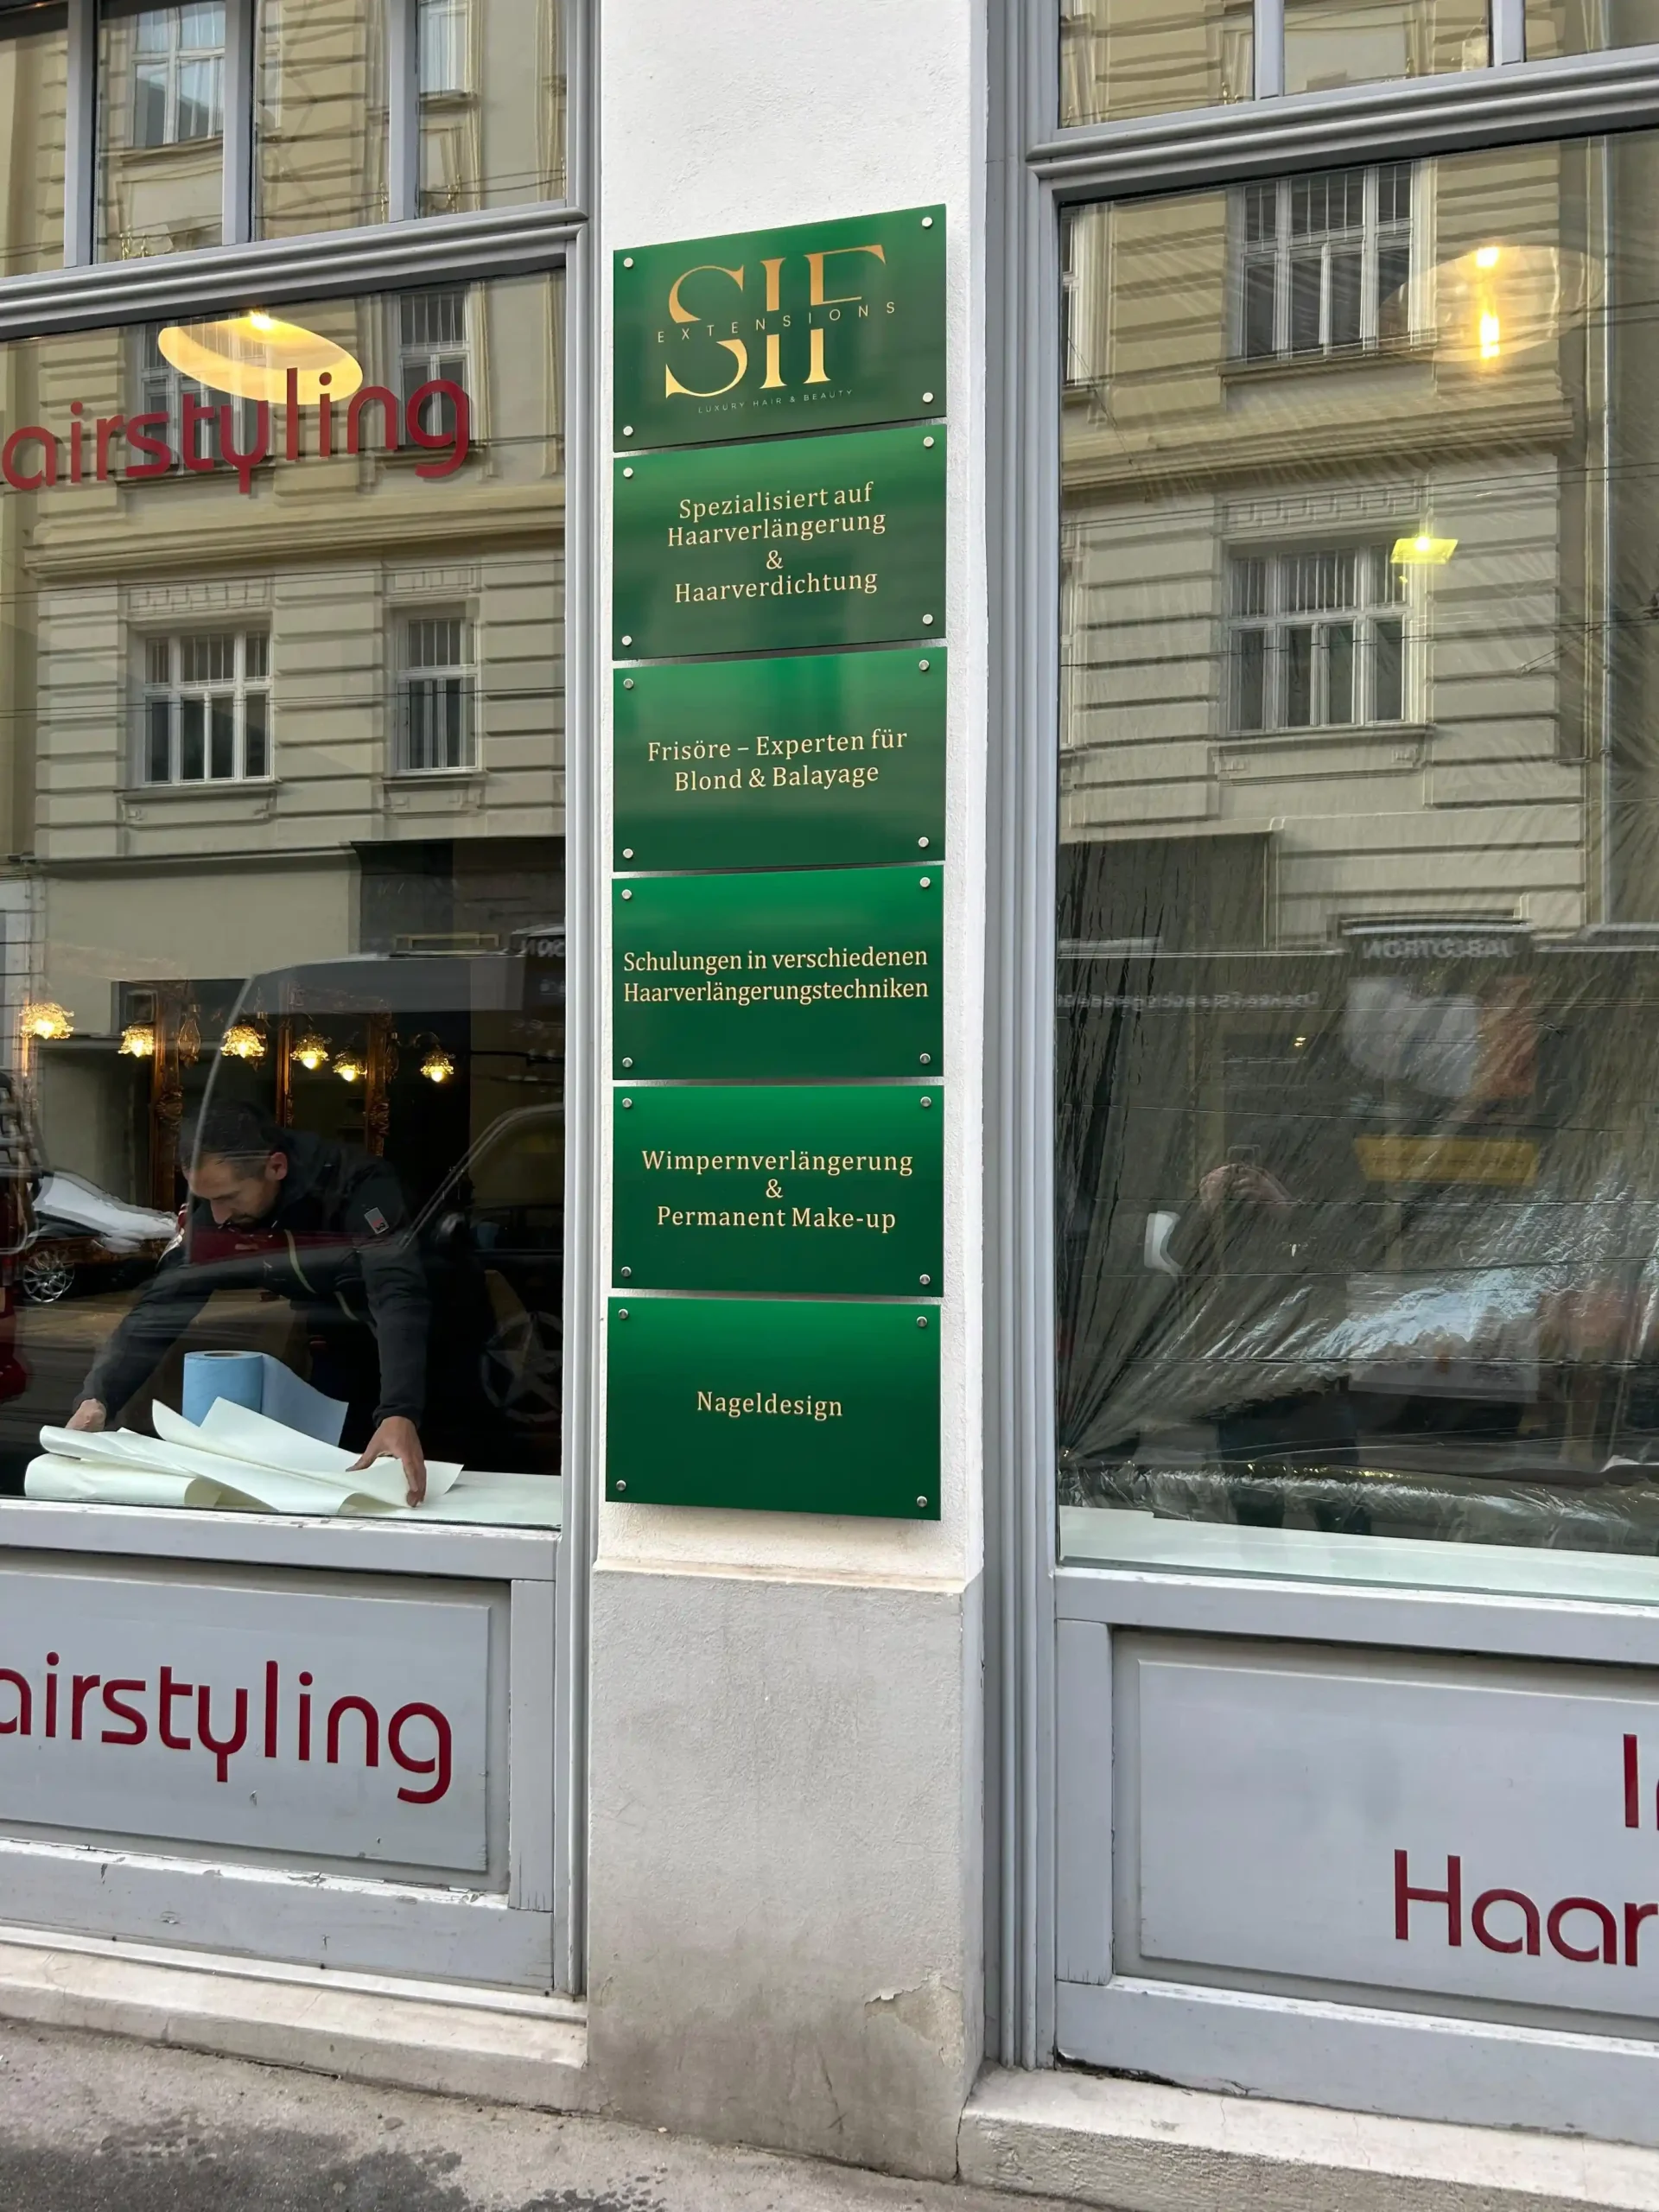 SIF
EXTENSIONS
LUXURY HAIR & BEAUTY
Spezialisiert auf
Haarverlängerung
&
Haarverdichtung
Frisöre – Experten für
Blond & Balayage
Schulungen in verschiedenen
Haarverlängerungstechniken
Wimpernverlängerung
&
Permanent Make-up
Nageldesign
airstyling
airstyling
Haar